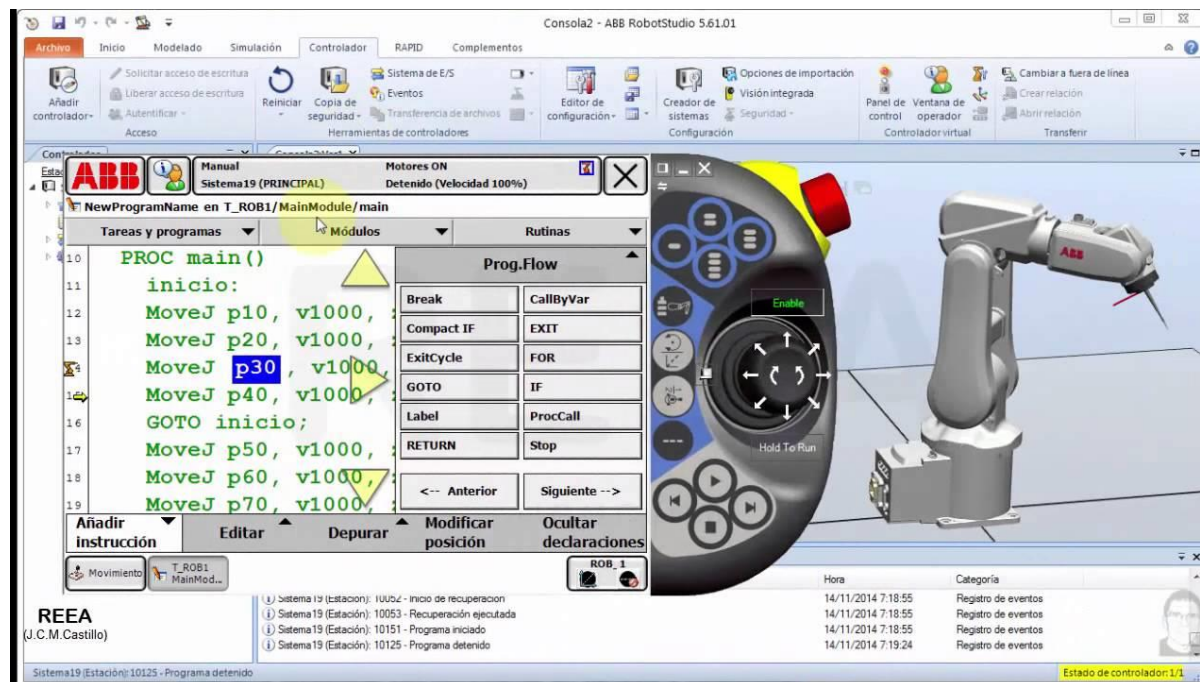 Consola2 - ABB RobotStudio 5.61.01
Archivo Inicio Modelado Simulación Controlador RAPID Complementos
Añadir controlador
Solicitar acceso de escritura
Liberar acceso de escritura
Autentificar
Acceso
Reiniciar
Copia de seguridad
Sistema de E/S
Eventos
Transferencia de archivos
Herramientas de controladores
Editor de configuración
Creador de sistemas
Opciones de importación
Visión integrada
Seguridad
Configuración
Panel de control
Ventana de operador
Controlador virtual
Cambiar a fuera de línea
Crear relación
Abrir relación
Transferir
ABB
Manual
Sistema19 (PRINCIPAL)
Motores ON
Detenido (Velocidad 100%)
NewProgramName en T_ROB1/MainModule/main
Tareas y programas Módulos Rutinas
10 PROC main()
11 inicio:
12 MoveJ p10, v1000,
13 MoveJ p20, v1000,
MoveJ p30, v1000,
MoveJ p40, v1000,
16 GOTO inicio;
17 MoveJ p50, v1000,
18 MoveJ p60, v1000,
19 MoveJ p70, v1000,
Prog.Flow
Break CallByVar
Compact IF EXIT
ExitCycle FOR
GOTO IF
Label ProcCall
RETURN Stop
<-- Anterior Siguiente -->
Añadir instrucción
Editar
Depurar
Modificar posición
Ocultar declaraciones
Movimiento
T_ROB1
MainMod...
ROB_1
Enable
Hold To Run
ABB
Hora Categoría
Sistema19 (Estación): 10052 - Inicio de recuperación 14/11/2014 7:18:55 Registro de eventos
Sistema19 (Estación): 10053 - Recuperación ejecutada 14/11/2014 7:18:55 Registro de eventos
Sistema19 (Estación): 10151 - Programa iniciado 14/11/2014 7:18:55 Registro de eventos
Sistema19 (Estación): 10125 - Programa detenido 14/11/2014 7:19:24 Registro de eventos
REEA
(J.C.M.Castillo)
Sistema19 (Estación): 10125 - Programa detenido
Estado de controlador: 1/1